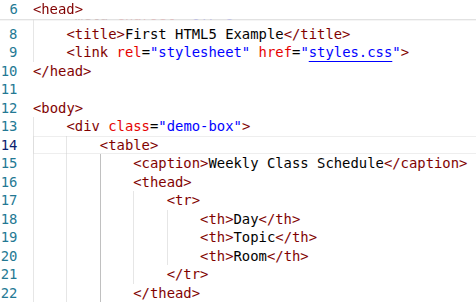 6 <head>
8 <title>First HTML5 Example</title>
9 <link rel="stylesheet" href="styles.css">
10 </head>
11
12 <body>
13 <div class="demo-box">
14 <table>
15 <caption>Weekly Class Schedule</caption>
16 <thead>
17 <tr>
18 <th>Day</th>
19 <th>Topic</th>
20 <th>Room</th>
21 </tr>
22 </thead>